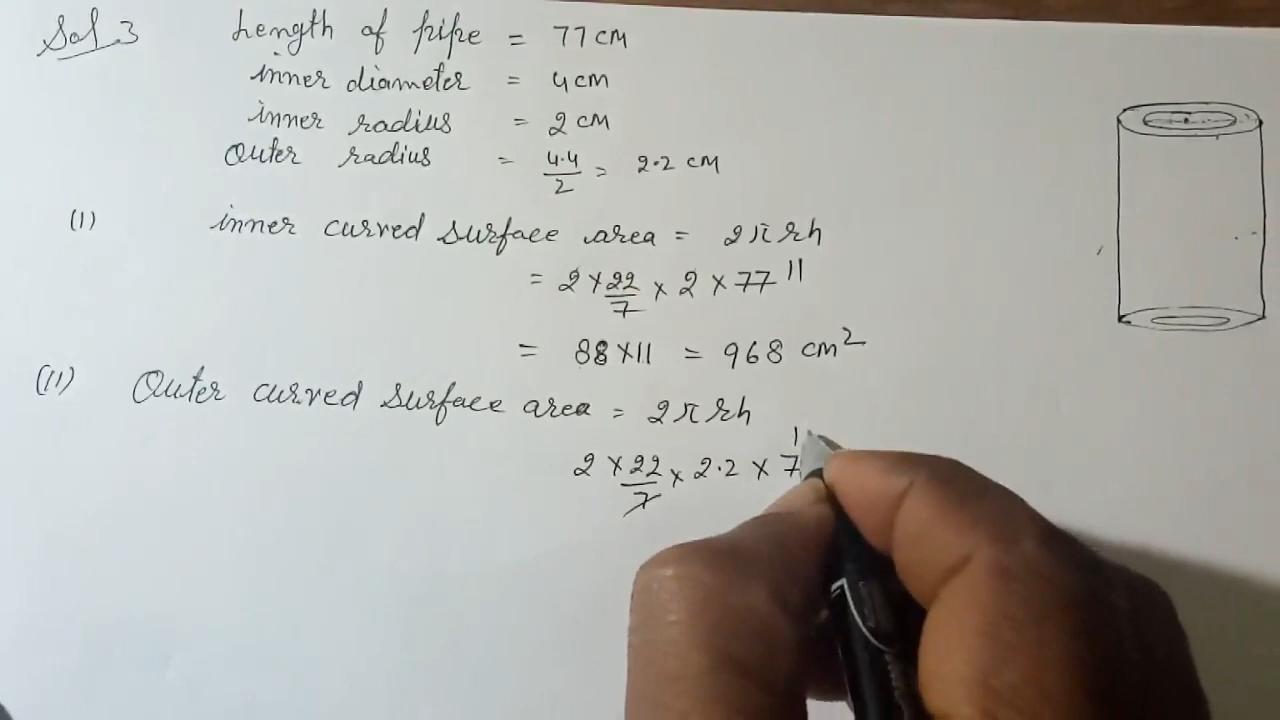 Sol 3 Length of pipe = 77 cm
inner diameter = 4 cm
inner radius = 2 cm
Outer radius = 4.4/2 = 2.2 cm
(I) inner curved surface area = 2πrh
= 2 × 22/7 × 2 × 77 11
= 88 × 11 = 968 cm²
(II) Outer curved surface area = 2πrh
2 × 22/7 × 2.2 × 7 1